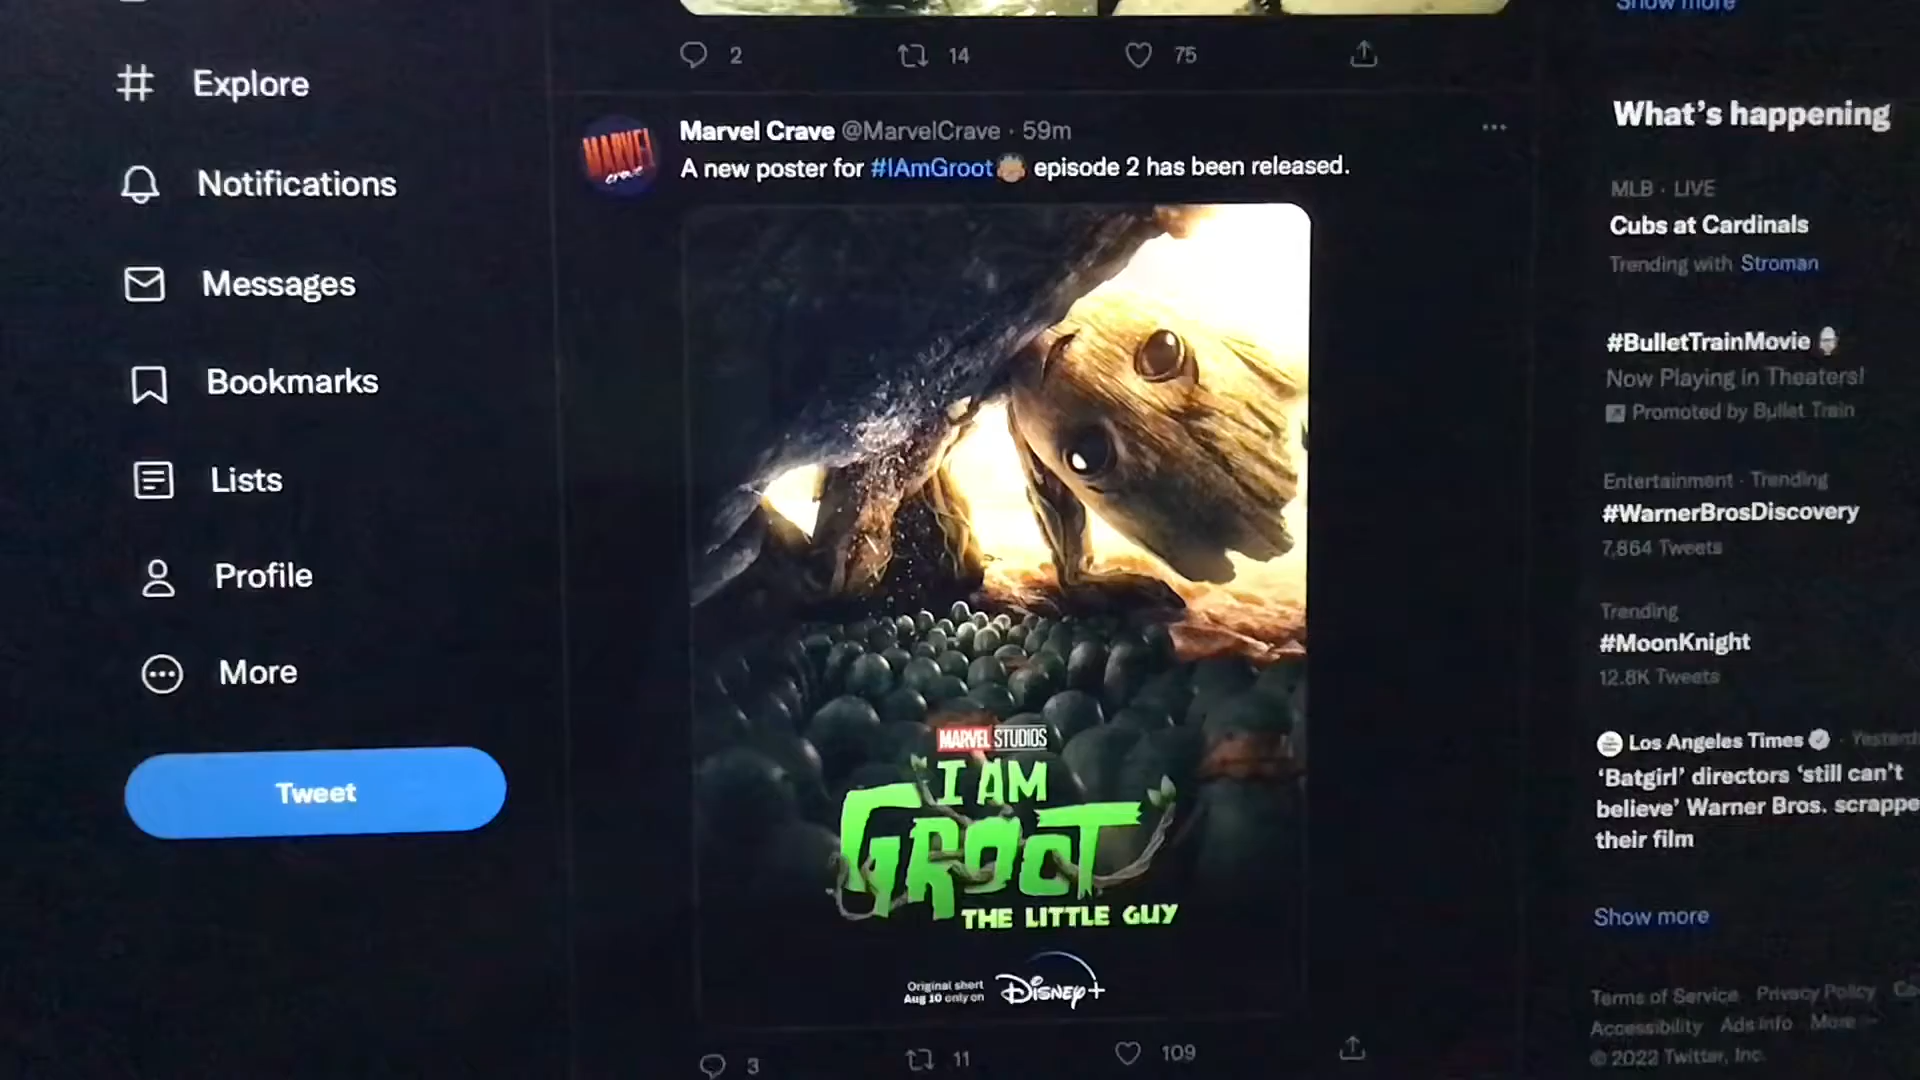 Explore
Notifications
Messages
Bookmarks
Lists
Profile
More
Tweet
2 14 75
MARVEL
crave
Marvel Crave @MarvelCrave · 59m
A new poster for #IAmGroot episode 2 has been released.
MARVEL STUDIOS
I AM
GROOT
THE LITTLE GUY
Original short
Aug 10 only on
Disney+
3 11 109
Show more
What's happening
MLB · LIVE
Cubs at Cardinals
Trending with Stroman
#BulletTrainMovie
Now Playing in Theaters!
Promoted by Bullet Train
Entertainment · Trending
#WarnerBrosDiscovery
7,864 Tweets
Trending
#MoonKnight
12.8K Tweets
Los Angeles Times ·
'Batgirl' directors 'still can't
believe' Warner Bros. scrappe
their film
Show more
Terms of Service Privacy Policy Co
Accessibility Ads info More
© 2022 Twitter, Inc.